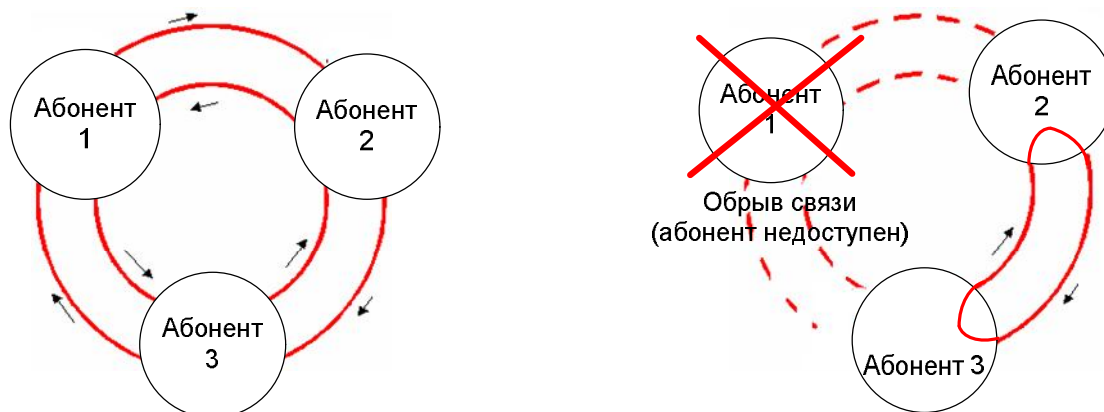 Абонент
1
Абонент
2
Абонент
3
Абонент
1
Абонент
2
Обрыв связи
(абонент недоступен)
Абонент 3